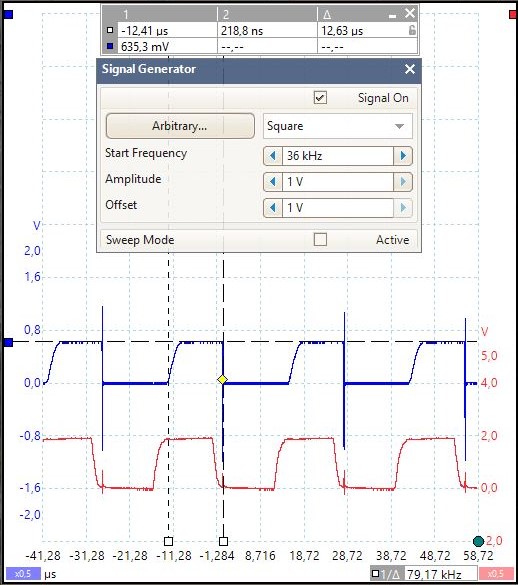 1 2 Δ
-12,41 µs 218,8 ns 12,63 µs
635,3 mV --,-- --,--
Signal Generator
Signal On
Arbitrary... Square
Start Frequency 36 kHz
Amplitude 1 V
Offset 1 V
Sweep Mode Active
V
2,0
1,6
0,8
V
5,0
0,0 4,0
-0,8 2,0
-1,6 0,0
-2,0
2,0
-41,28 -31,28 -21,28 -11,28 -1,284 8,716 18,72 28,72 38,72 48,72 58,72
x0,5 µs 1/Δ 79,17 kHz x0,5